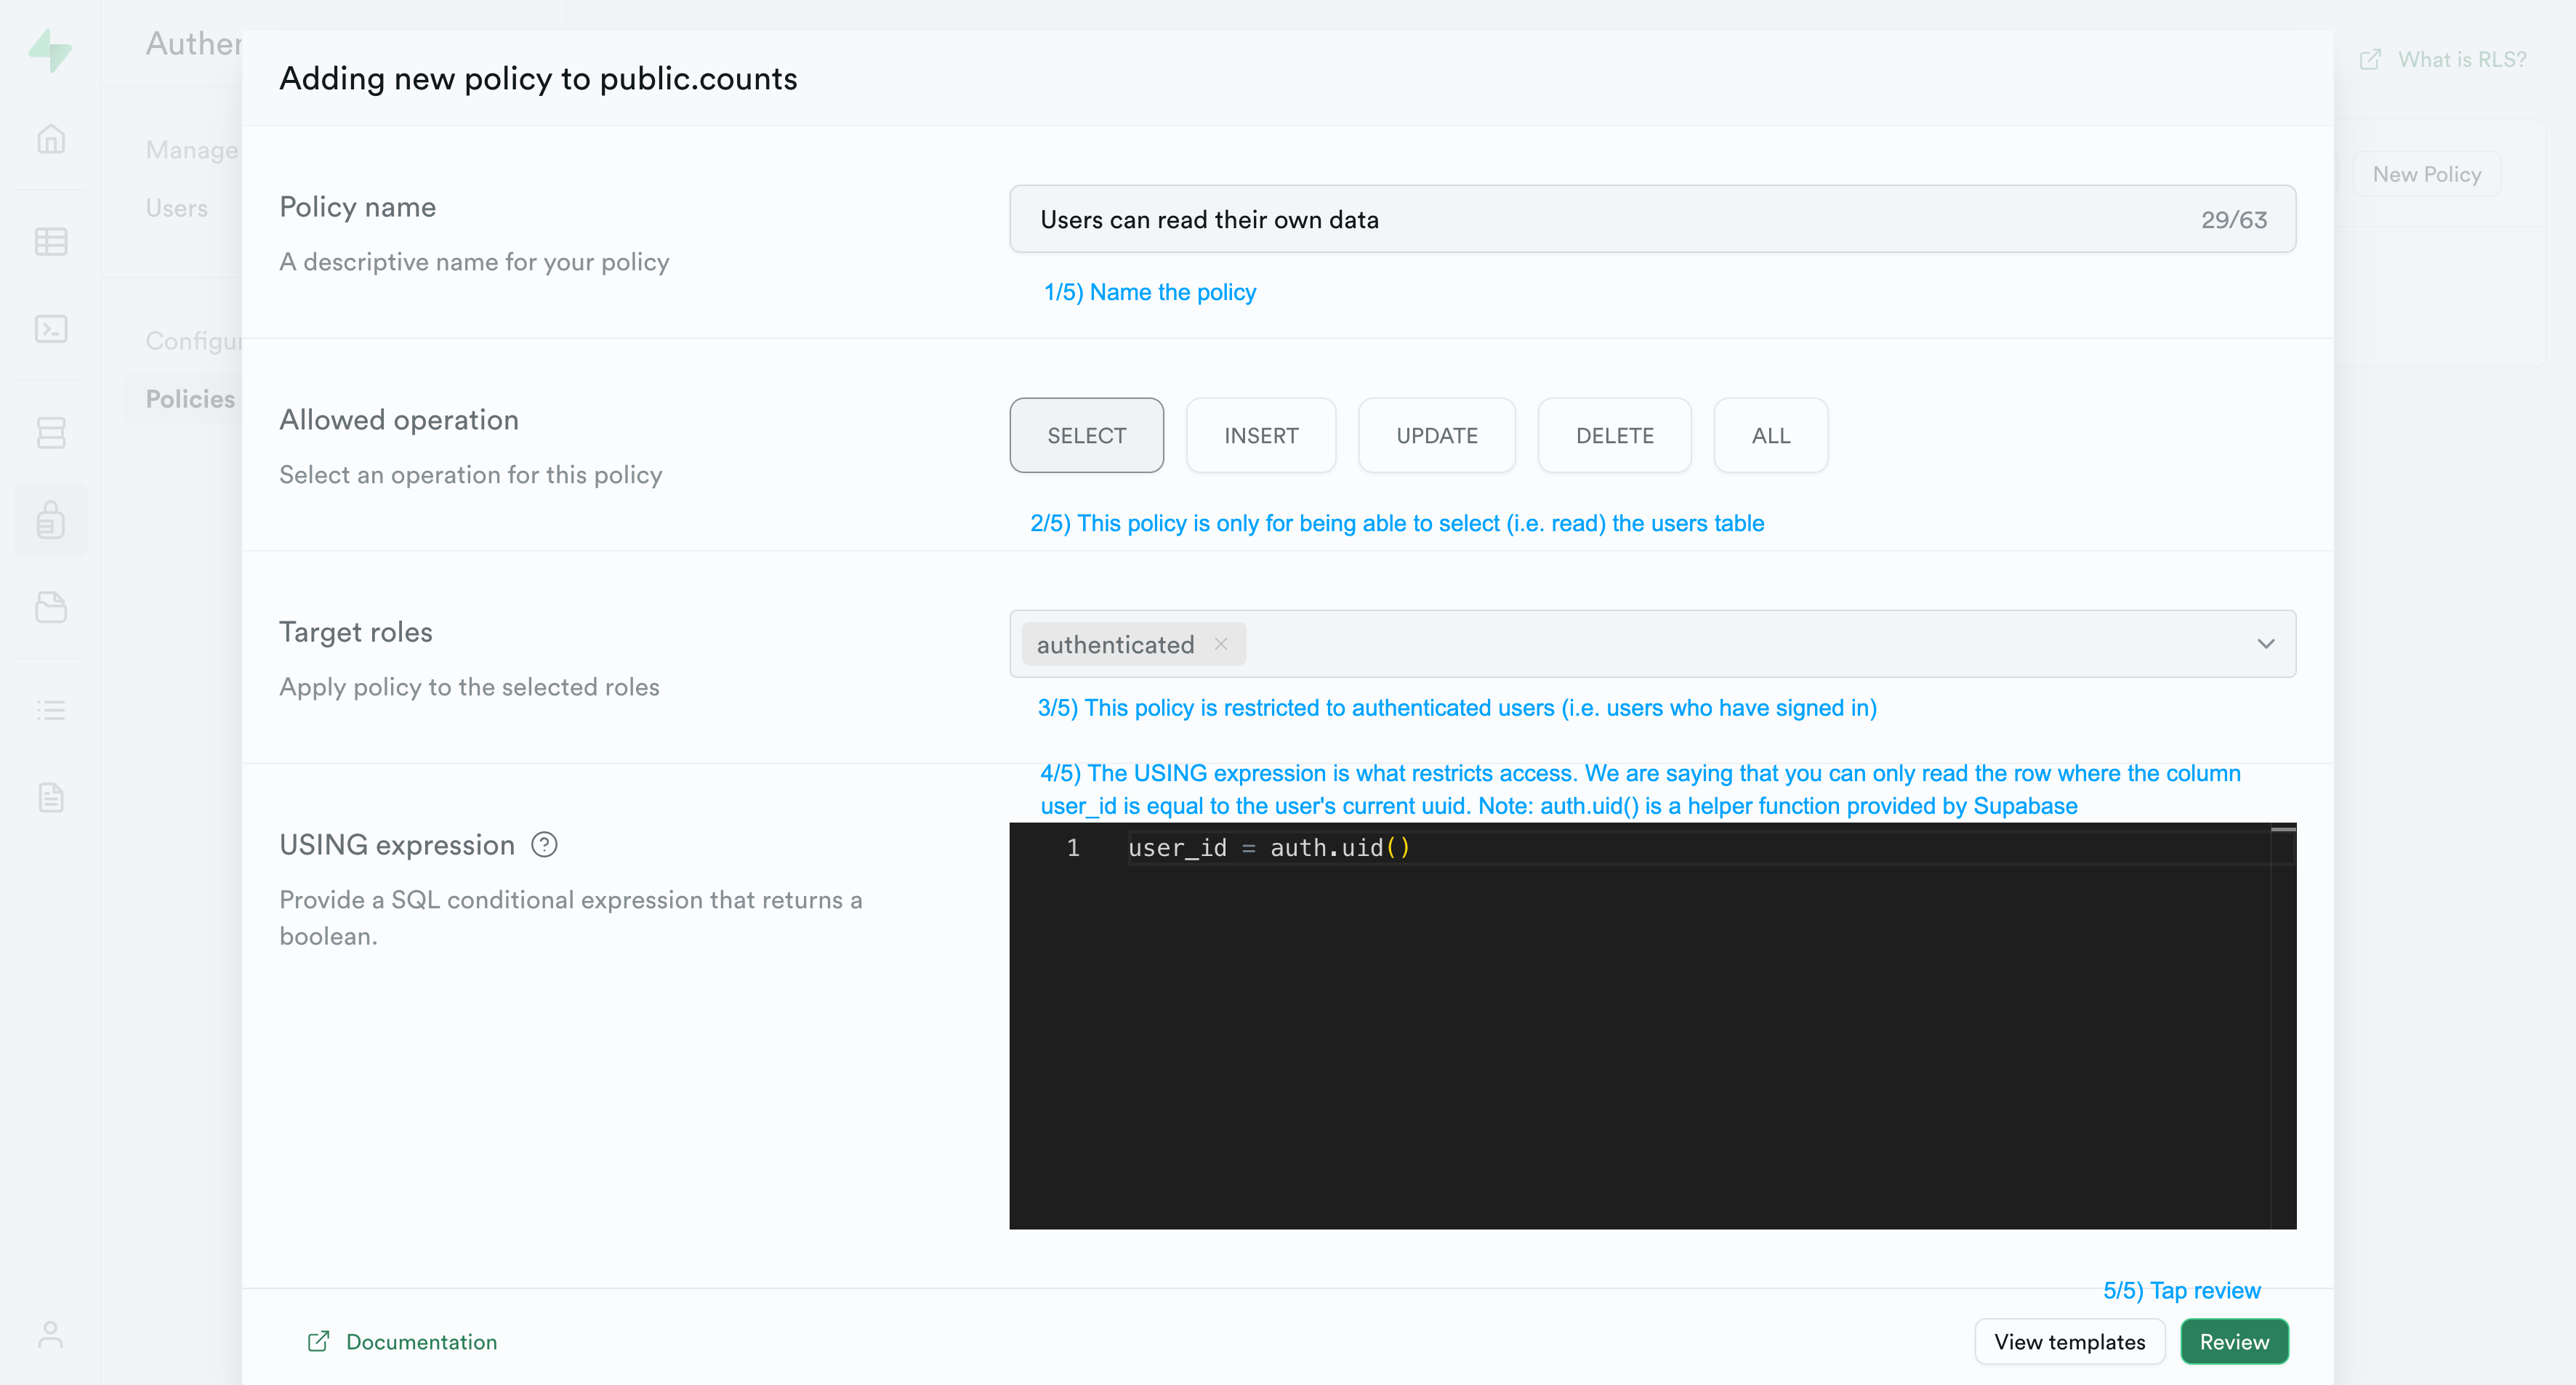 Authen
What is RLS?
Adding new policy to public.counts
Manage
New Policy
Users
Policy name
Users can read their own data
29/63
A descriptive name for your policy
1/5) Name the policy
Configur
Policies
Allowed operation
SELECT
INSERT
UPDATE
DELETE
ALL
Select an operation for this policy
2/5) This policy is only for being able to select (i.e. read) the users table
Target roles
authenticated
Apply policy to the selected roles
3/5) This policy is restricted to authenticated users (i.e. users who have signed in)
4/5) The USING expression is what restricts access. We are saying that you can only read the row where the column
user_id is equal to the user's current uuid. Note: auth.uid() is a helper function provided by Supabase
USING expression ?
1 user_id = auth.uid()
Provide a SQL conditional expression that returns a
boolean.
5/5) Tap review
Documentation
View templates
Review